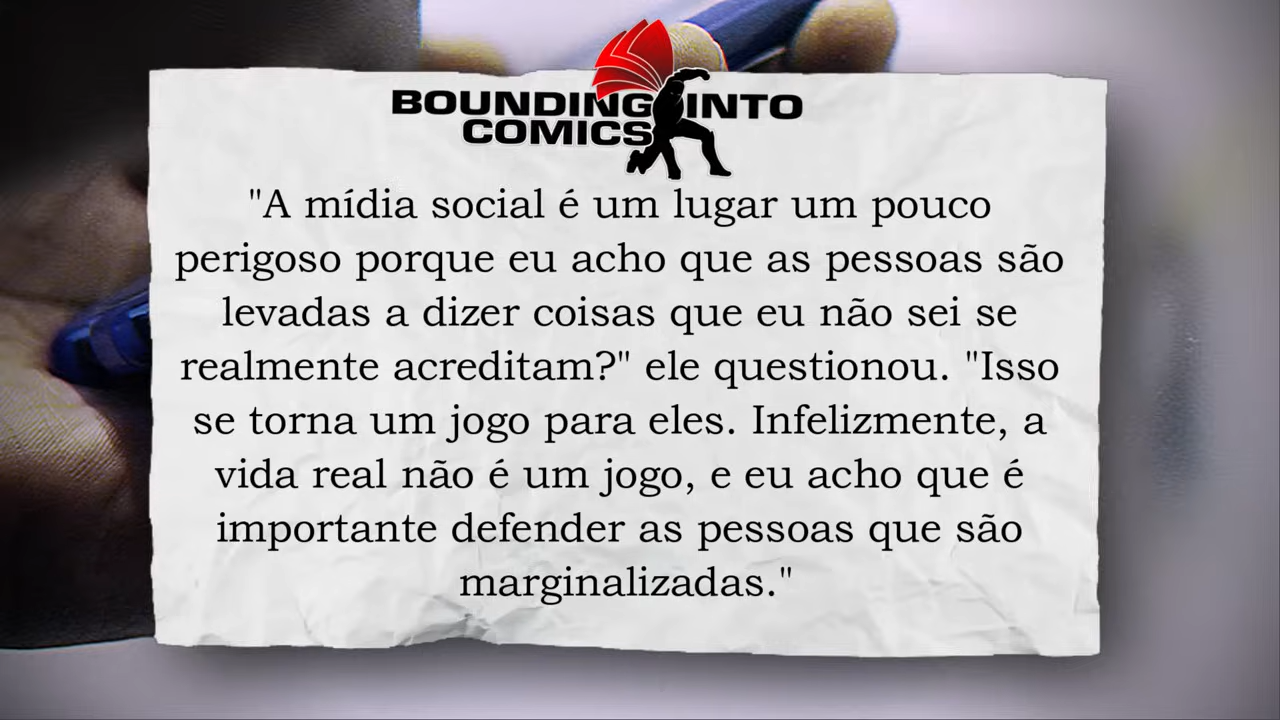 BOUNDING INTO
COMICS
"A mídia social é um lugar um pouco
perigoso porque eu acho que as pessoas são
levadas a dizer coisas que eu não sei se
realmente acreditam?" ele questionou. "Isso
se torna um jogo para eles. Infelizmente, a
vida real não é um jogo, e eu acho que é
importante defender as pessoas que são
marginalizadas."